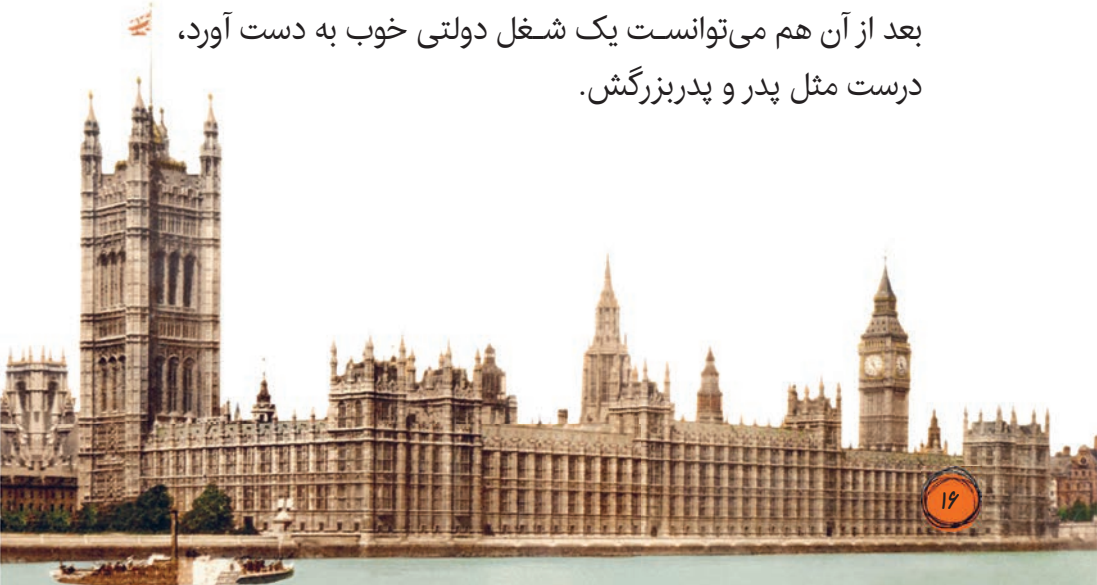 بعد از آن هم می‌توانست یک شغل دولتی خوب به دست آورد،
درست مثل پدر و پدربزرگش.
۱۶